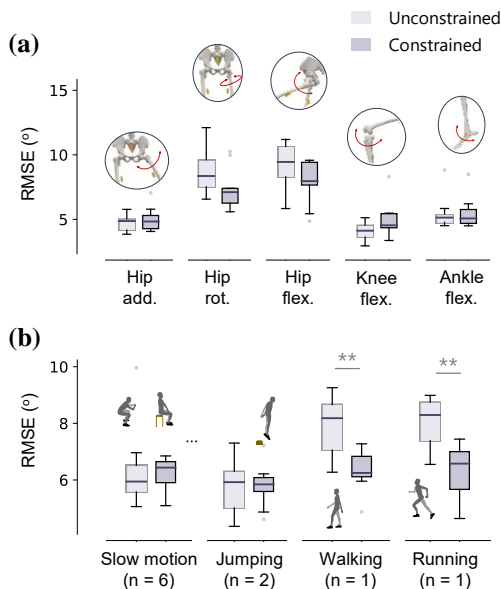 Unconstrained
Constrained
(a)
15
10
5
RMSE (º)
Hip add.
Hip rot.
Hip flex.
Knee flex.
Ankle flex.
(b)
10
8
6
RMSE (º)
...
**
**
Slow motion (n = 6)
Jumping (n = 2)
Walking (n = 1)
Running (n = 1)